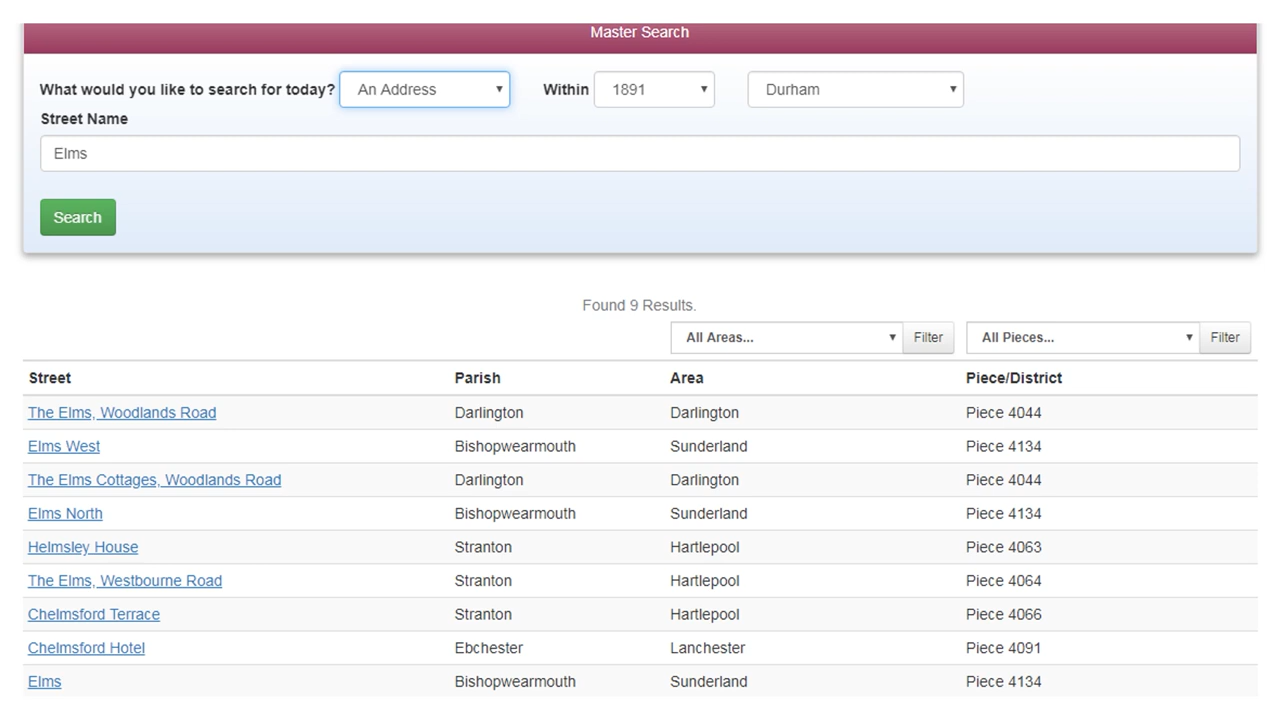 Master Search
What would you like to search for today? An Address Within 1891 Durham
Street Name
Elms
Search
Found 9 Results.
All Areas... Filter All Pieces... Filter
Street Parish Area Piece/District
The Elms, Woodlands Road Darlington Darlington Piece 4044
Elms West Bishopwearmouth Sunderland Piece 4134
The Elms Cottages, Woodlands Road Darlington Darlington Piece 4044
Elms North Bishopwearmouth Sunderland Piece 4134
Helmsley House Stranton Hartlepool Piece 4063
The Elms, Westbourne Road Stranton Hartlepool Piece 4064
Chelmsford Terrace Stranton Hartlepool Piece 4066
Chelmsford Hotel Ebchester Lanchester Piece 4091
Elms Bishopwearmouth Sunderland Piece 4134